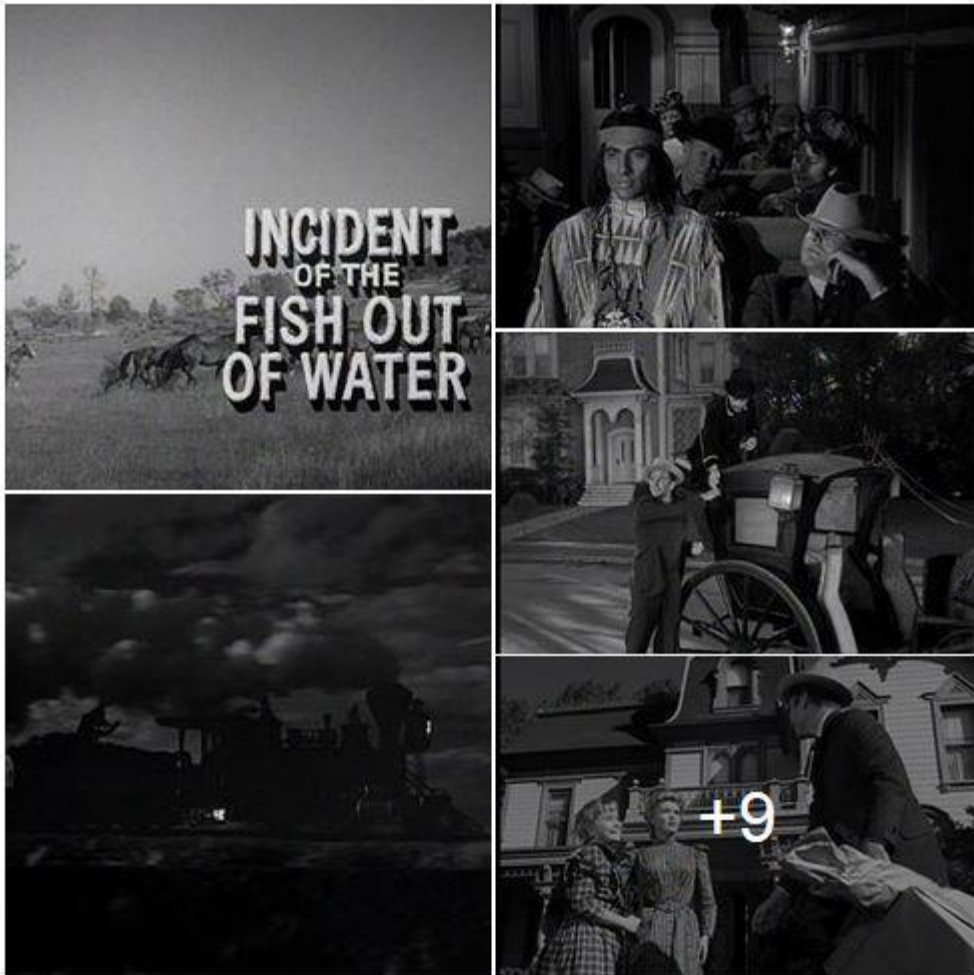 INCIDENT
OF THE
FISH OUT
OF WATER
+9